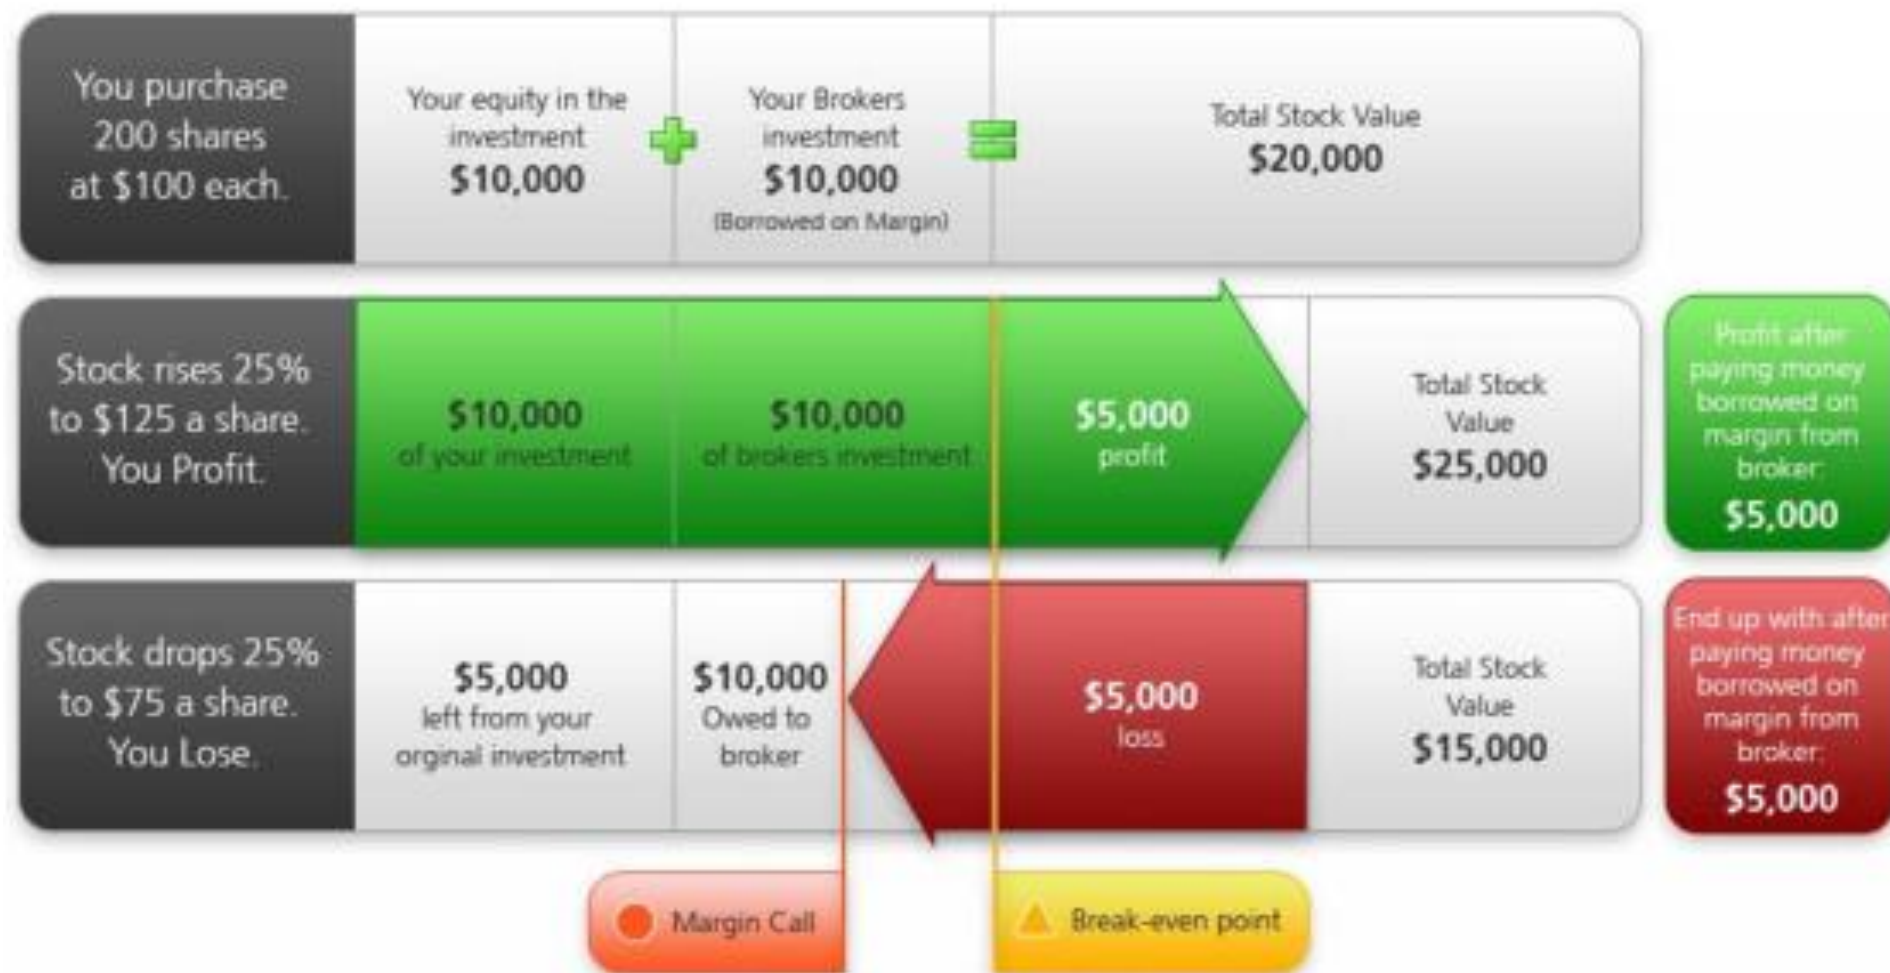 You purchase
200 shares
at $100 each.
Your equity in the
investment
$10,000
Your Brokers
investment
$10,000
(Borrowed on Margin)
Total Stock Value
$20,000
Stock rises 25%
to $125 a share.
You Profit.
$10,000
of your investment
$10,000
of brokers investment
$5,000
profit
Total Stock
Value
$25,000
Profit after
paying money
borrowed on
margin from
broker:
$5,000
Stock drops 25%
to $75 a share.
You Lose.
$5,000
left from your
orginal investment
$10,000
Owed to
broker
$5,000
loss
Total Stock
Value
$15,000
End up with after
paying money
borrowed on
margin from
broker:
$5,000
Margin Call
Break-even point